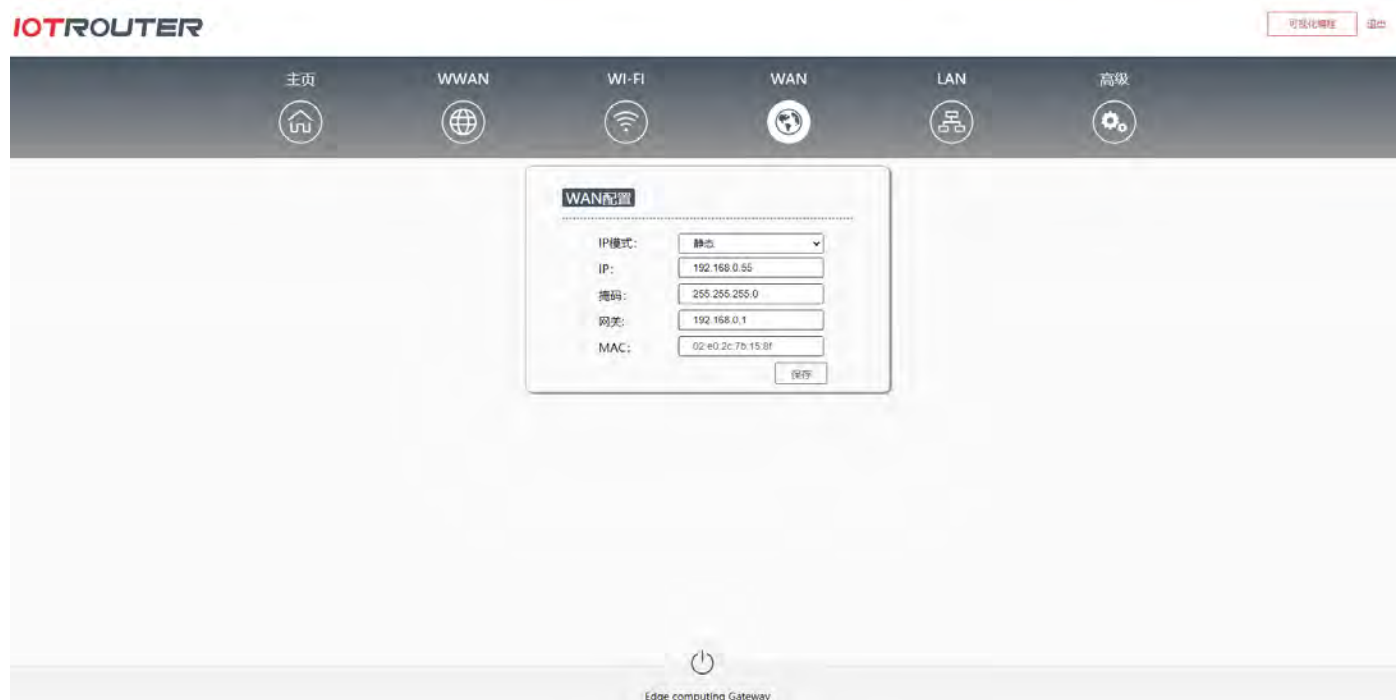 IOTROUTER
可视化编程 退出
主页 WWAN WI-FI WAN LAN 高级
WAN配置
IP模式: 静态
IP: 192.168.0.55
掩码: 255.255.255.0
网关: 192.168.0.1
MAC: 02:e0:2c:7b:15:8f
保存
Edge computing Gateway